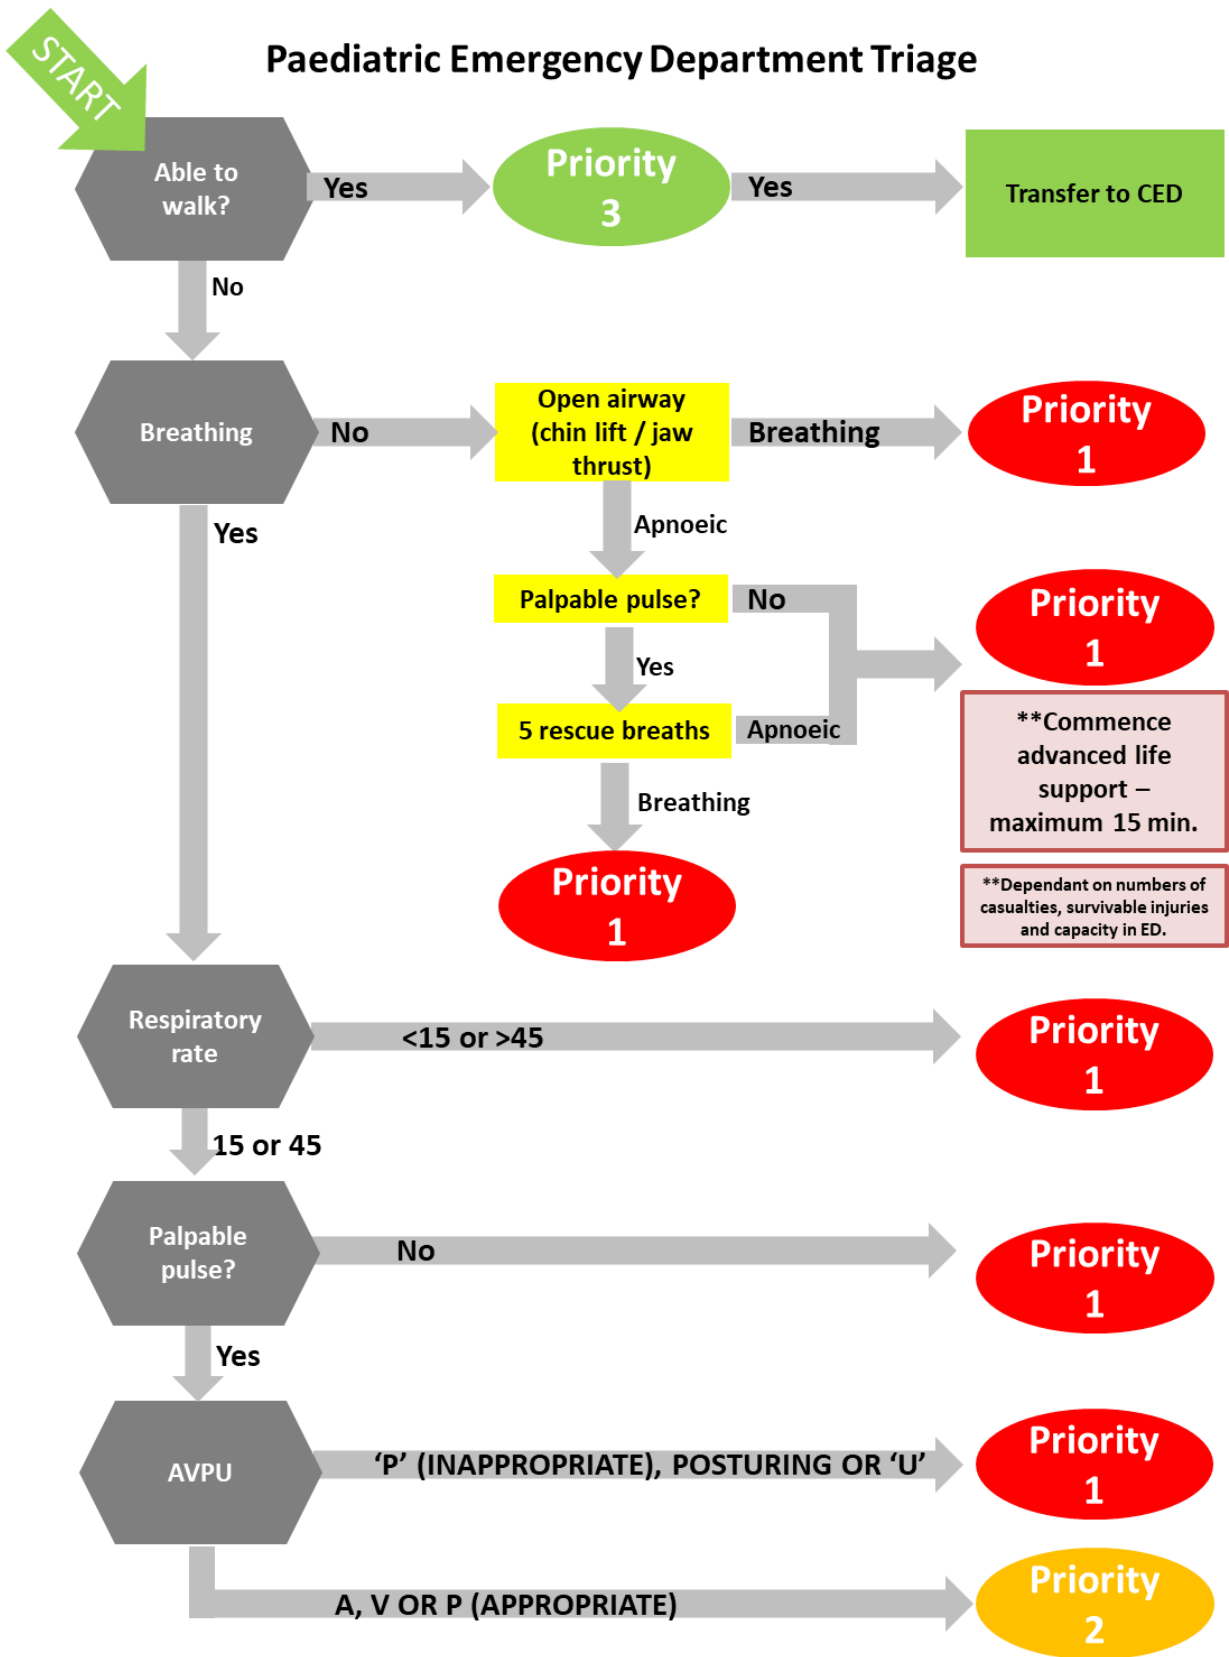 START
Paediatric Emergency Department Triage
Able to
walk?
Yes
Priority
3
Yes
Transfer to CED
No
Breathing
No
Open airway
(chin lift / jaw
thrust)
Breathing
Priority
1
Yes
Apnoeic
Palpable pulse?
No
Priority
1
Yes
5 rescue breaths
Apnoeic
**Commence
advanced life
support –
maximum 15 min.
Breathing
Priority
1
**Dependant on numbers of
casualties, survivable injuries
and capacity in ED.
Respiratory
rate
<15 or >45
Priority
1
15 or 45
Palpable
pulse?
No
Priority
1
Yes
AVPU
‘P’ (INAPPROPRIATE), POSTURING OR ‘U’
Priority
1
A, V OR P (APPROPRIATE)
Priority
2